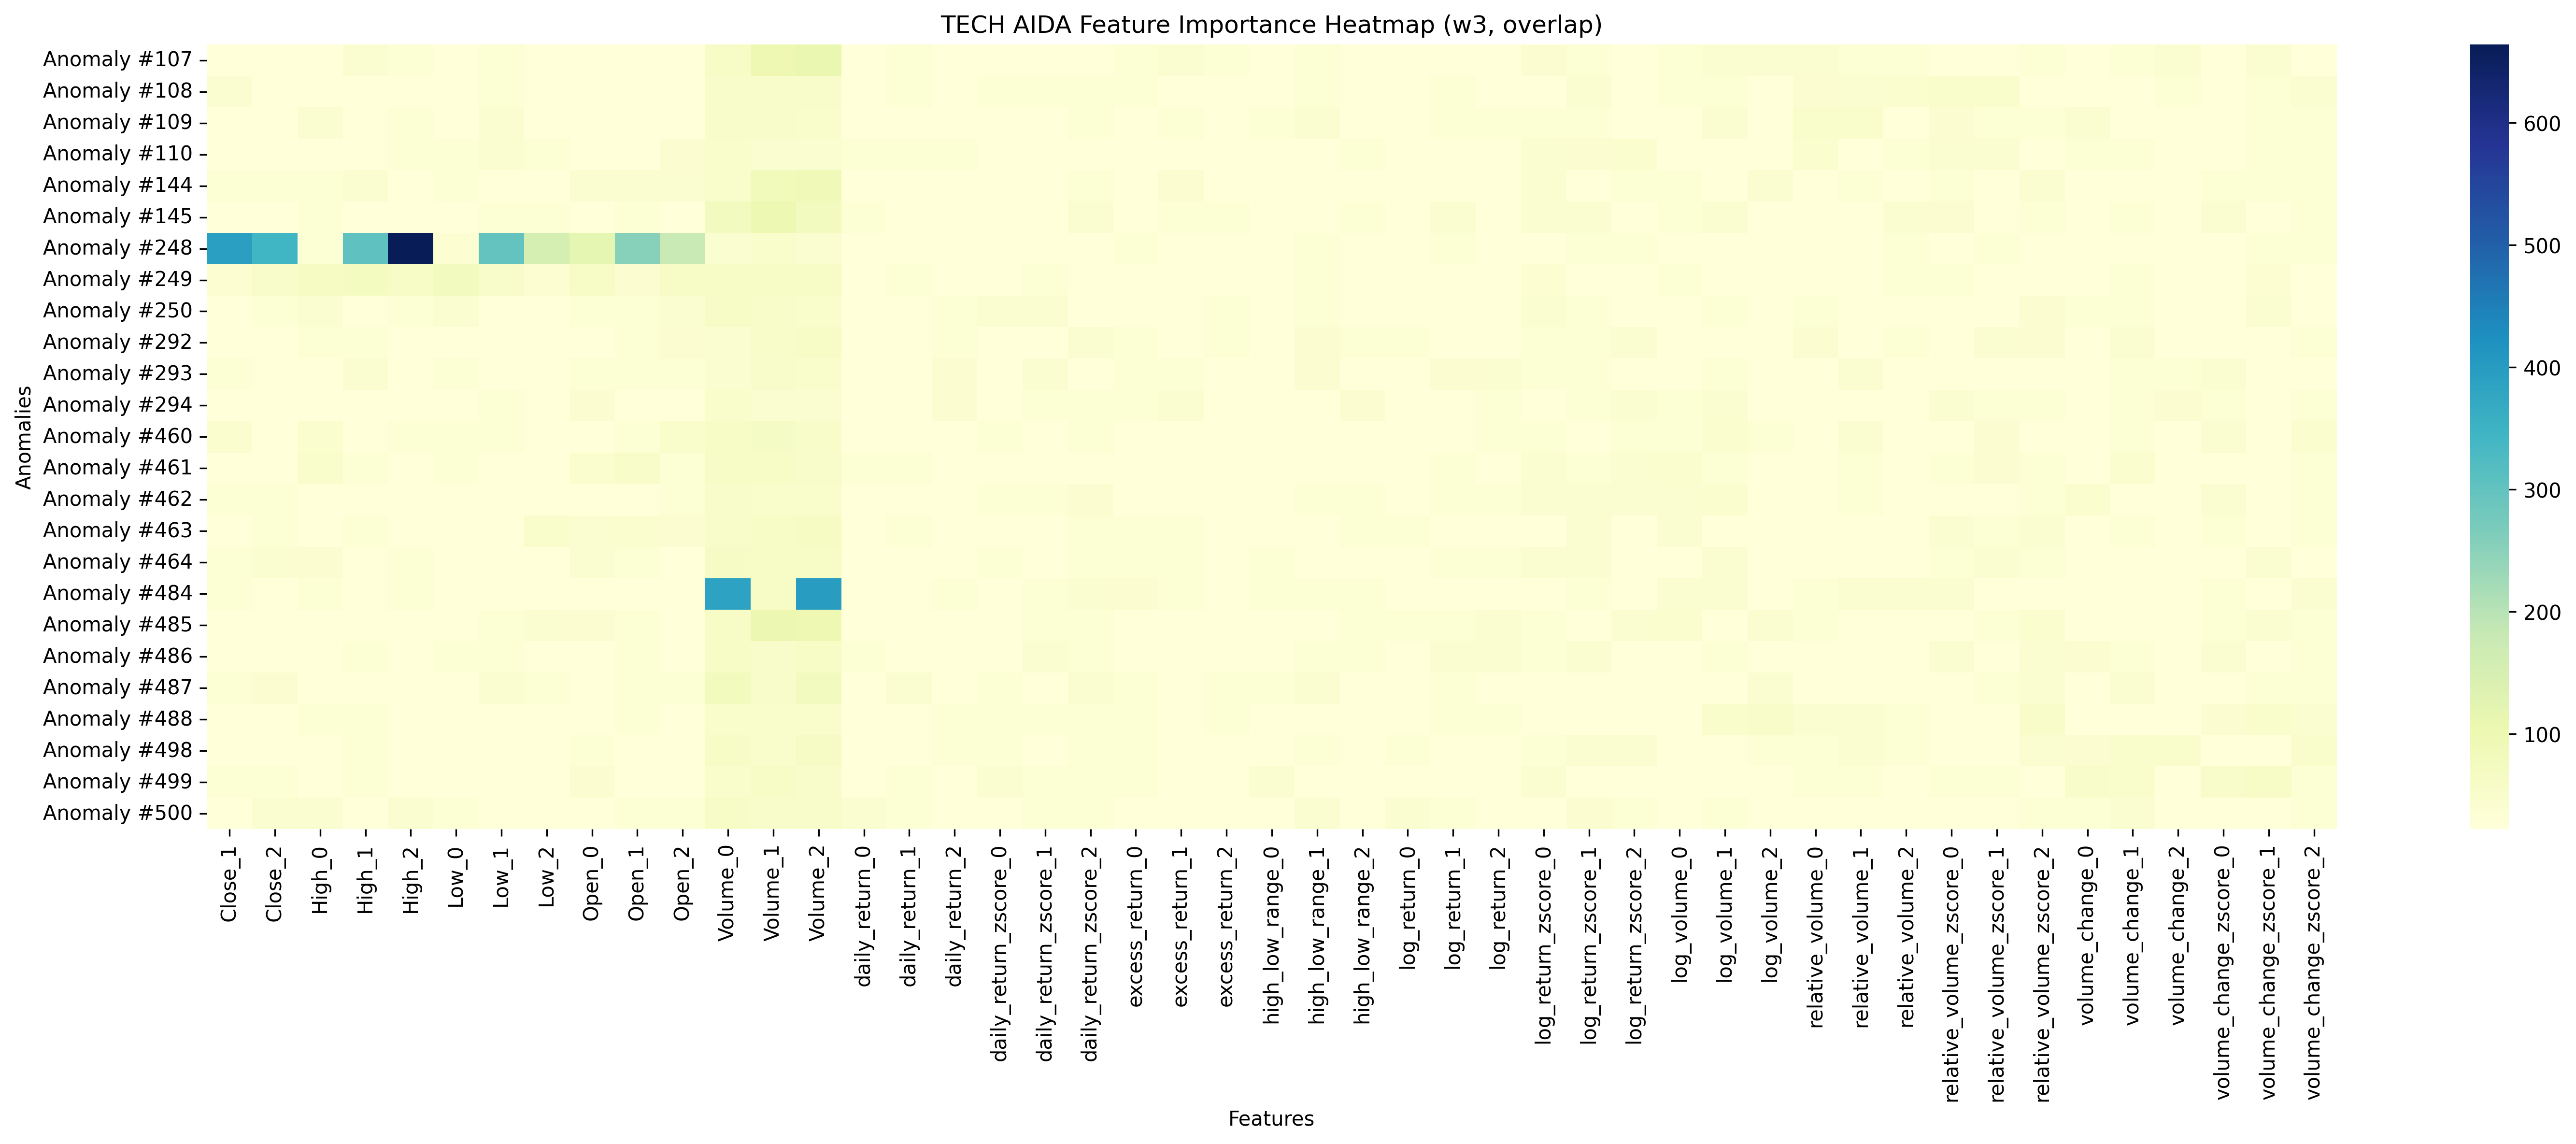 TECH AIDA Feature Importance Heatmap (w3, overlap)
Anomalies
Anomaly #107
Anomaly #108
Anomaly #109
Anomaly #110
Anomaly #144
Anomaly #145
Anomaly #248
Anomaly #249
Anomaly #250
Anomaly #292
Anomaly #293
Anomaly #294
Anomaly #460
Anomaly #461
Anomaly #462
Anomaly #463
Anomaly #464
Anomaly #484
Anomaly #485
Anomaly #486
Anomaly #487
Anomaly #488
Anomaly #498
Anomaly #499
Anomaly #500
Close_1
Close_2
High_0
High_1
High_2
Low_0
Low_1
Low_2
Open_0
Open_1
Open_2
Volume_0
Volume_1
Volume_2
daily_return_0
daily_return_1
daily_return_2
daily_return_zscore_0
daily_return_zscore_1
daily_return_zscore_2
excess_return_0
excess_return_1
excess_return_2
high_low_range_0
high_low_range_1
high_low_range_2
log_return_0
log_return_1
log_return_2
log_return_zscore_0
log_return_zscore_1
log_return_zscore_2
log_volume_0
log_volume_1
log_volume_2
relative_volume_0
relative_volume_1
relative_volume_2
relative_volume_zscore_0
relative_volume_zscore_1
relative_volume_zscore_2
volume_change_0
volume_change_1
volume_change_2
volume_change_zscore_0
volume_change_zscore_1
volume_change_zscore_2
Features
600
500
400
300
200
100